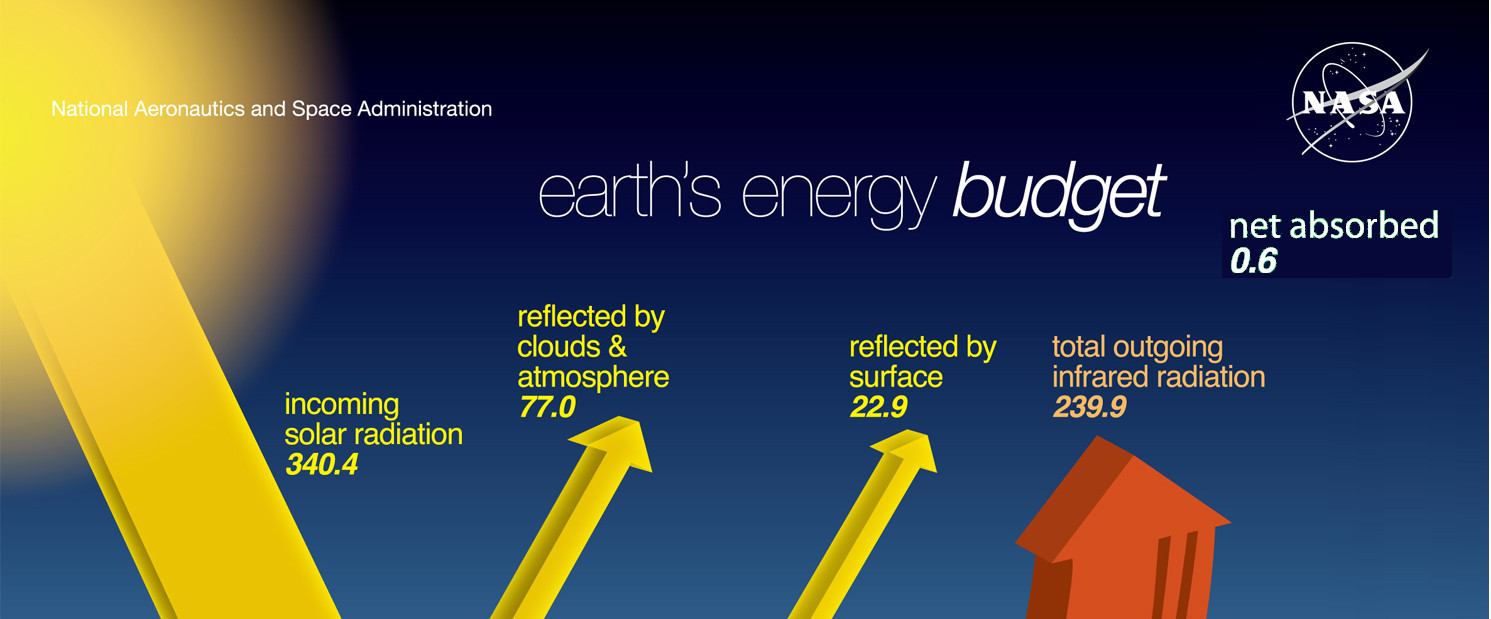 National Aeronautics and Space Administration
NASA
earth's energy budget
net absorbed
0.6
reflected by
clouds &
atmosphere
77.0
reflected by
surface
22.9
total outgoing
infrared radiation
239.9
incoming
solar radiation
340.4